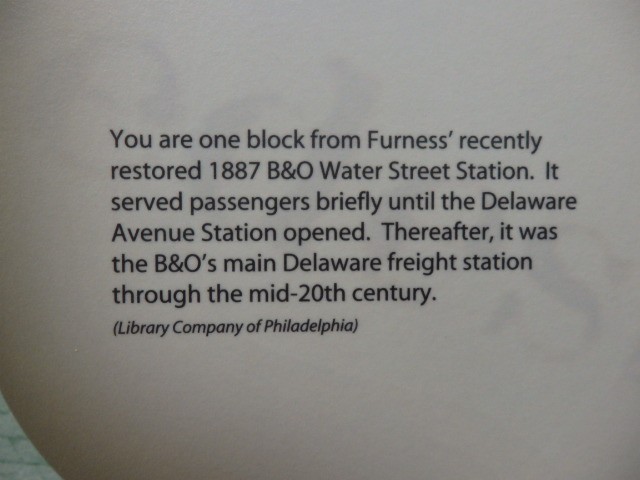 You are one block from Furness' recently
restored 1887 B&O Water Street Station.  It
served passengers briefly until the Delaware
Avenue Station opened.  Thereafter, it was
the B&O's main Delaware freight station
through the mid-20th century.
(Library Company of Philadelphia)